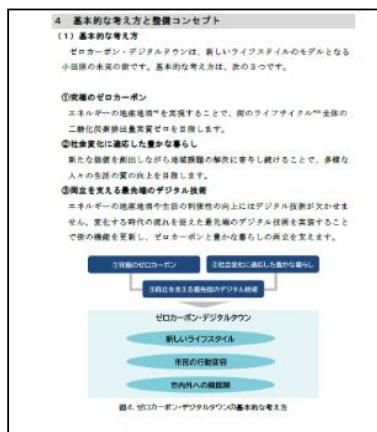 4 基本的な考え方と整備コンセプト
(1)基本的な考え方
ゼロカーボン・デジタルタウンは、新しいライフスタイルのモデルとなる
小田原の未来の街です。基本的な考え方は、次の3つです。
①究極のゼロカーボン
エネルギーの地産地消を実現することで、街のライフサイクル全体の
二酸化炭素排出量実質ゼロを目指します。
②社会変化に適応した豊かな暮らし
新たな価値を創出しながら地域課題の解決に寄与し続けることで、多様な
人々の生活の質の向上を目指します。
③両立を支える最先端のデジタル技術
エネルギーの地産地消や生活の利便性の向上にはデジタル技術が欠かせま
せん。変化する時代の流れを捉えた最先端のデジタル技術を実装すること
で街の機能を更新し、ゼロカーボンと豊かな暮らしの両立を支えます。
①究極のゼロカーボン ②社会変化に適応した豊かな暮らし
③両立を支える最先端のデジタル技術
ゼロカーボン・デジタルタウン
新しいライフスタイル
市民の行動変容
市内外への横展開
図4.ゼロカーボン・デジタルタウンの基本的な考え方